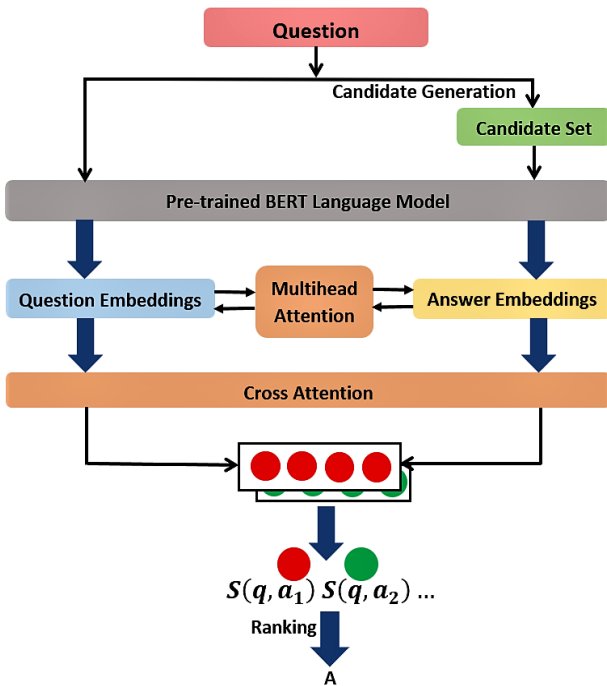 Question
Candidate Generation
Candidate Set
Pre-trained BERT Language Model
Question Embeddings
Multihead
Attention
Answer Embeddings
Cross Attention
S(q, a₁) S(q, a₂) ...
Ranking
A